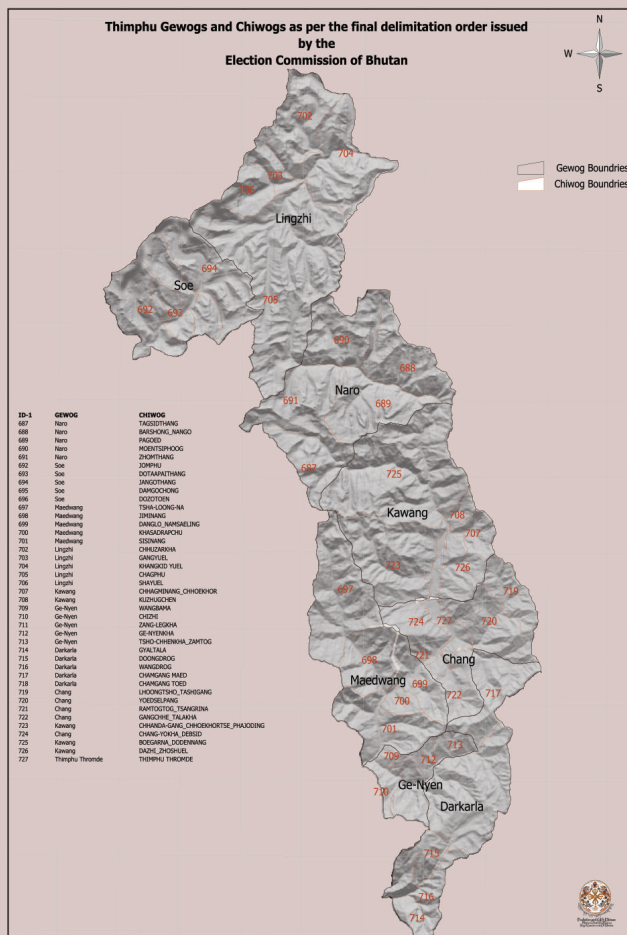 Thimphu Gewogs and Chiwogs as per the final delimitation order issued
by the
Election Commission of Bhutan
N
W
S
Gewog Boundries
Chiwog Boundries
702
704
703
Lingzhi
694
Soe
692
693
705
690
688
Naro
691
689
687
725
Kawang
708
707
723
726
697
719
724
727
720
721
Chang
698
Maedwang
699
722
717
700
701
713
709
712
710
Ge-Nyen
Darkarla
715
716
714
ID-1 GEWOG CHIWOG
687 Naro TAGSIDTHANG
688 Naro BARSHONG_NANGO
689 Naro PAGOED
690 Naro MOENTSIPHOOG
691 Naro ZHOMTHANG
692 Soe JOMPHU
693 Soe DOTAAPAITHANG
694 Soe JANGOTHANG
695 Soe DAMGOCHONG
696 Soe DOZOTOEN
697 Maedwang TSHA-LOONG-NA
698 Maedwang JIMINANG
699 Maedwang DANGLO_NAMSAELING
700 Maedwang KHASADRAPCHU
701 Maedwang SISINANG
702 Lingzhi CHHUZARKHA
703 Lingzhi GANGYUEL
704 Lingzhi KHANGKID YUEL
705 Lingzhi CHAGPHU
706 Lingzhi SHAYUEL
707 Kawang CHHAGMINANG_CHHOEKHOR
708 Kawang KUZHUGCHEN
709 Ge-Nyen WANGBAMA
710 Ge-Nyen CHIZHI
711 Ge-Nyen ZANG-LEGKHA
712 Ge-Nyen GE-NYENKHA
713 Ge-Nyen TSHO-CHHENKHA_ZAMTOG
714 Darkarla GYALTALA
715 Darkarla DOONGDROG
716 Darkarla WANGDROG
717 Darkarla CHAMGANG MAED
718 Darkarla CHAMGANG TOED
719 Chang LHOONGTSHO_TASHIGANG
720 Chang YOEDSELPANG
721 Chang RAMTOGTOG_TSANGRINA
722 Chang GANGCHHE_TALAKHA
723 Kawang CHHANDA-GANG_CHHOEKHORTSE_PHAJODING
724 Chang CHANG-YOKHA_DEBSID
725 Kawang BOEGARNA_DODENNANG
726 Kawang DAZHI_ZHOSHUEL
727 Thimphu Thromde THIMPHU THROMDE